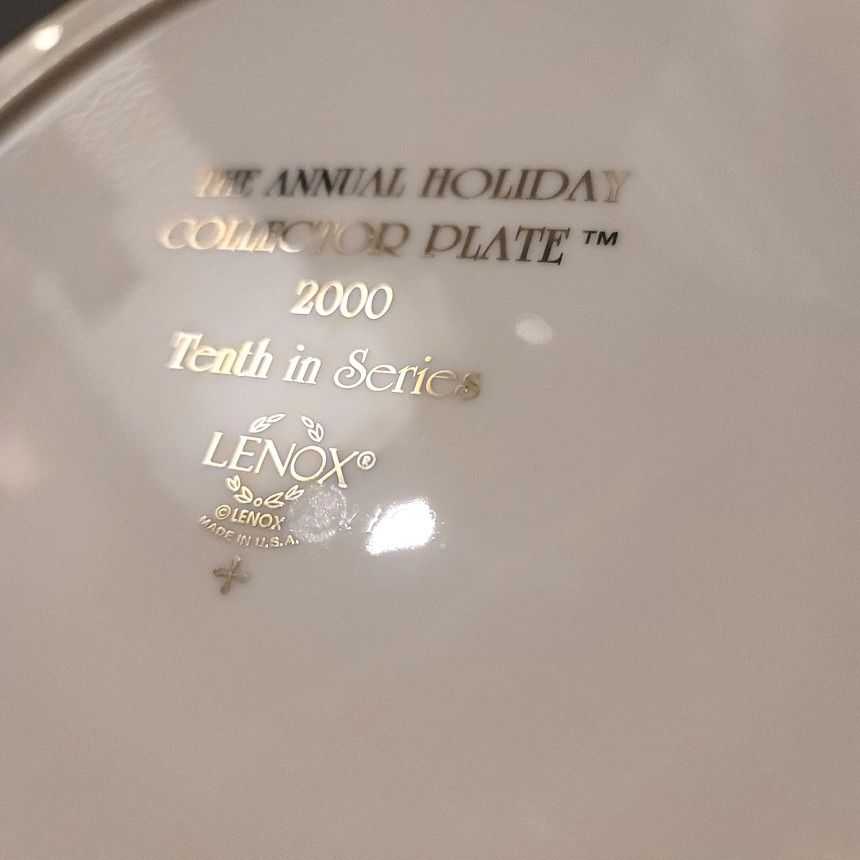 THE ANNUAL HOLIDAY
COLLECTOR PLATE ™
2000
Tenth in Series
LENOX®
© LENOX
MADE IN U.S.A.